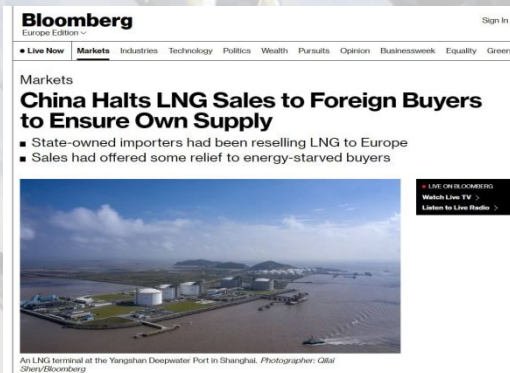 Bloomberg
Sign In
Europe Edition
Live Now Markets Industries Technology Politics Wealth Pursuits Opinion Businessweek Equality Green
Markets
China Halts LNG Sales to Foreign Buyers
to Ensure Own Supply
State-owned importers had been reselling LNG to Europe
Sales had offered some relief to energy-starved buyers
LIVE ON BLOOMBERG
Watch Live TV >
Listen to Live Radio >
An LNG terminal at the Yangshan Deepwater Port in Shanghai. Photographer: Qilai
Shen/Bloomberg